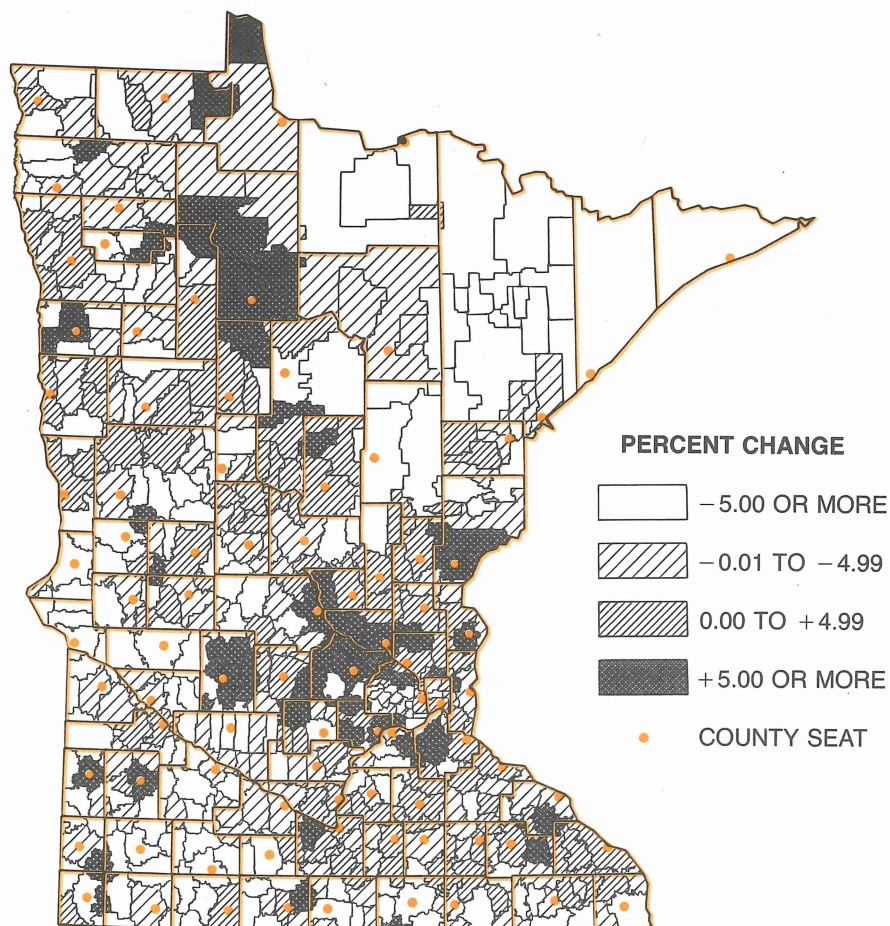 PERCENT CHANGE
−5.00 OR MORE
−0.01 TO −4.99
0.00 TO +4.99
+5.00 OR MORE
COUNTY SEAT